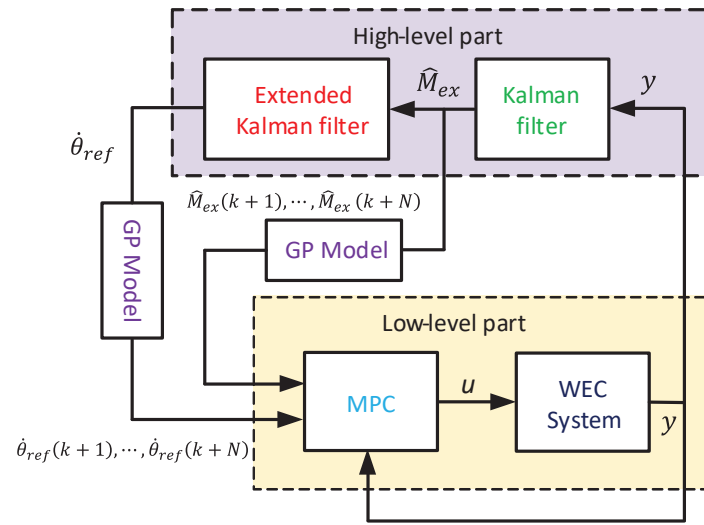 High-level part
Extended
Kalman filter
M̂ₑₓ
Kalman
filter
y
θ̇ᵣₑf
M̂ₑₓ(k + 1), ⋯ , M̂ₑₓ(k + N)
GP Model
GP Model
Low-level part
MPC
u
WEC
System
y
θ̇ᵣₑf(k + 1), ⋯ , θ̇ᵣₑf(k + N)